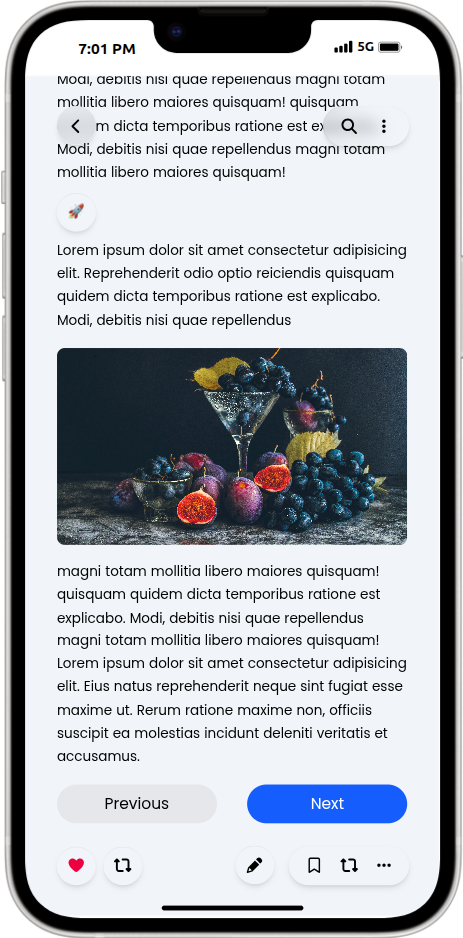 7:01 PM
5G
Modi, debitis nisi quae repellendus magni totam
mollitia libero maiores quisquam! quisquam
m dicta temporibus ratione est ex
Modi, debitis nisi quae repellendus magni totam
mollitia libero maiores quisquam!
Lorem ipsum dolor sit amet consectetur adipisicing
elit. Reprehenderit odio optio reiciendis quisquam
quidem dicta temporibus ratione est explicabo.
Modi, debitis nisi quae repellendus
magni totam mollitia libero maiores quisquam!
quisquam quidem dicta temporibus ratione est
explicabo. Modi, debitis nisi quae repellendus
magni totam mollitia libero maiores quisquam!
Lorem ipsum dolor sit amet consectetur adipisicing
elit. Eius natus reprehenderit neque sint fugiat esse
maxime ut. Rerum ratione maxime non, officiis
suscipit ea molestias incidunt deleniti veritatis et
accusamus.
Previous
Next